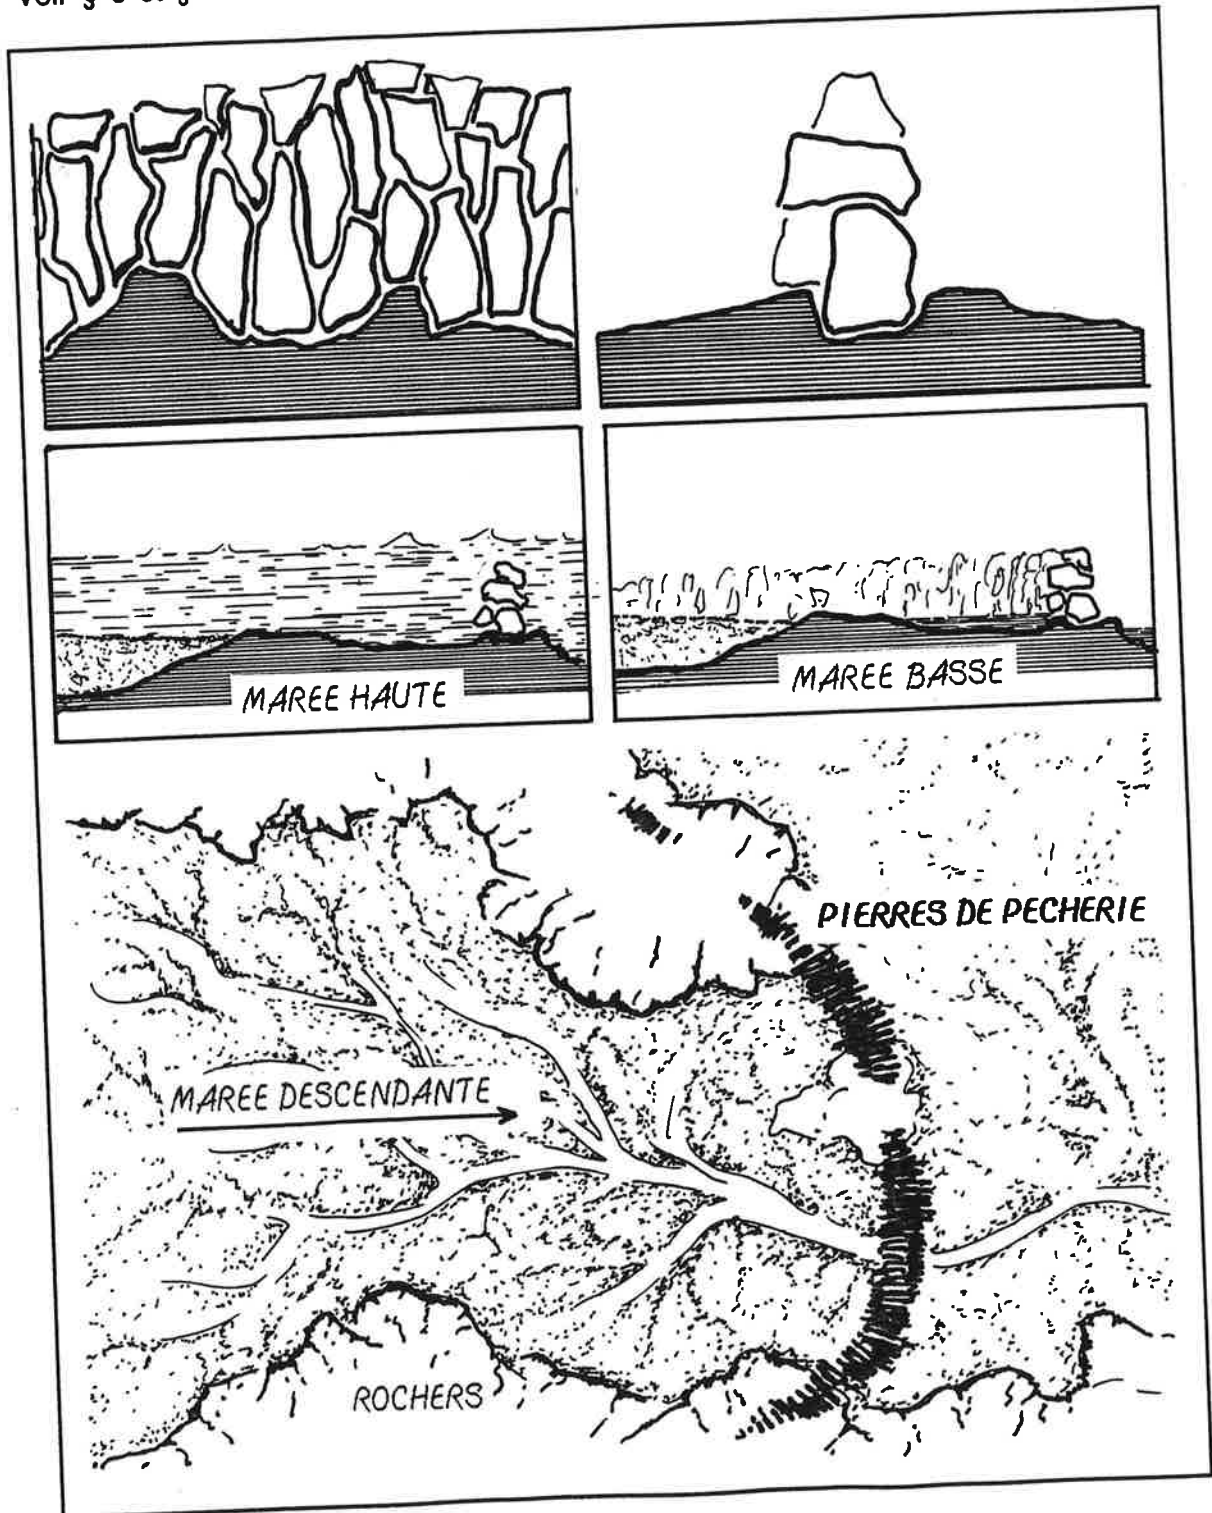 MAREE HAUTE
MAREE BASSE
PIERRES DE PECHERIE
MAREE DESCENDANTE
ROCHERS